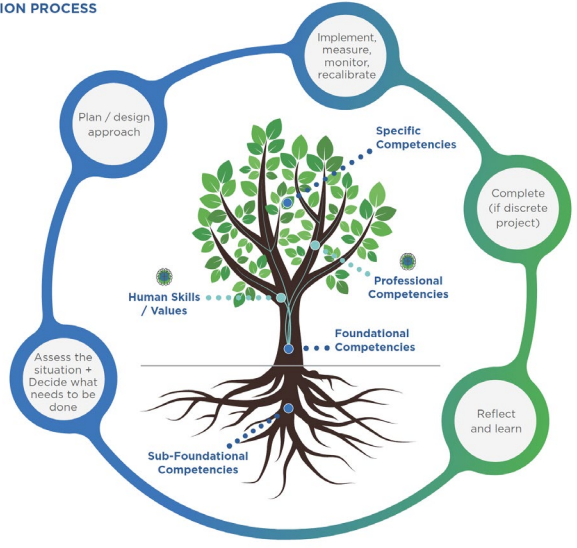 ION PROCESS
Implement,
measure,
monitor,
recalibrate
Plan / design
approach
Specific
Competencies
Complete
(if discrete
project)
Professional
Competencies
Human Skills
/ Values
Foundational
Competencies
Assess the
situation +
Decide what
needs to be
done
Reflect
and learn
Sub-Foundational
Competencies